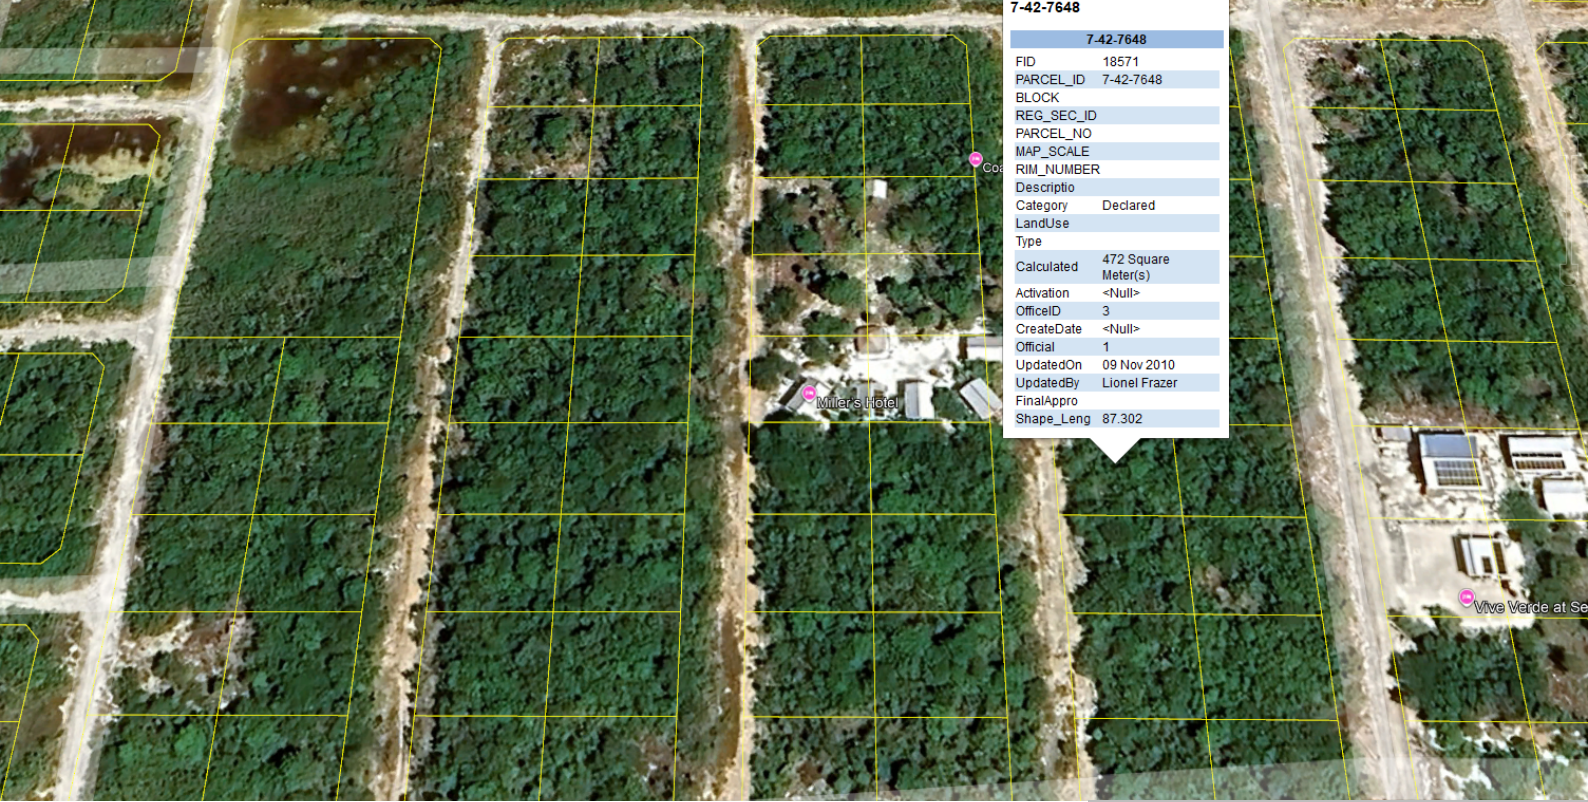 7-42-7648
7-42-7648
FID 18571
PARCEL_ID 7-42-7648
BLOCK
REG_SEC_ID
PARCEL_NO
MAP_SCALE
RIM_NUMBER
Descriptio
Category Declared
LandUse
Type
Calculated 472 Square
Meter(s)
Activation <Null>
OfficeID 3
CreateDate <Null>
Official 1
UpdatedOn 09 Nov 2010
UpdatedBy Lionel Frazer
FinalAppro
Shape_Leng 87.302
Coa
Miller's Hotel
Vive Verde at Se